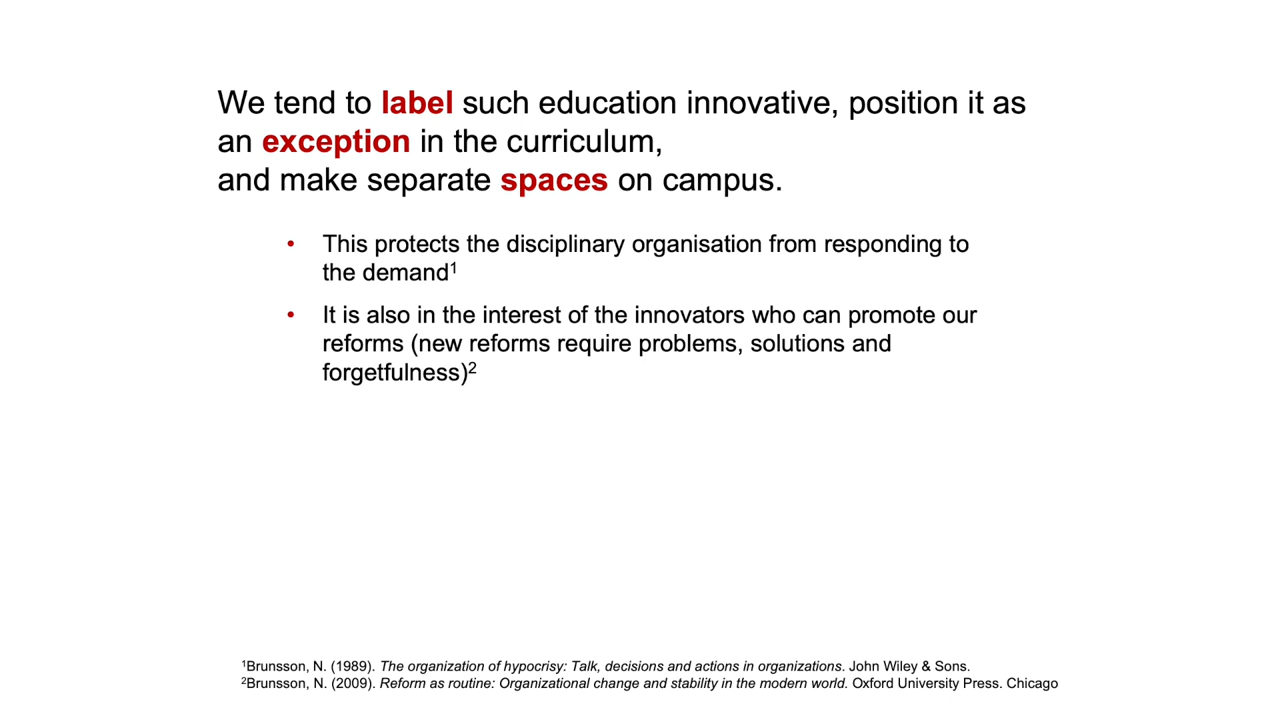 We tend to label such education innovative, position it as
an exception in the curriculum,
and make separate spaces on campus.
• This protects the disciplinary organisation from responding to
the demand¹
• It is also in the interest of the innovators who can promote our
reforms (new reforms require problems, solutions and
forgetfulness)²
¹Brunsson, N. (1989). The organization of hypocrisy: Talk, decisions and actions in organizations. John Wiley & Sons.
²Brunsson, N. (2009). Reform as routine: Organizational change and stability in the modern world. Oxford University Press. Chicago